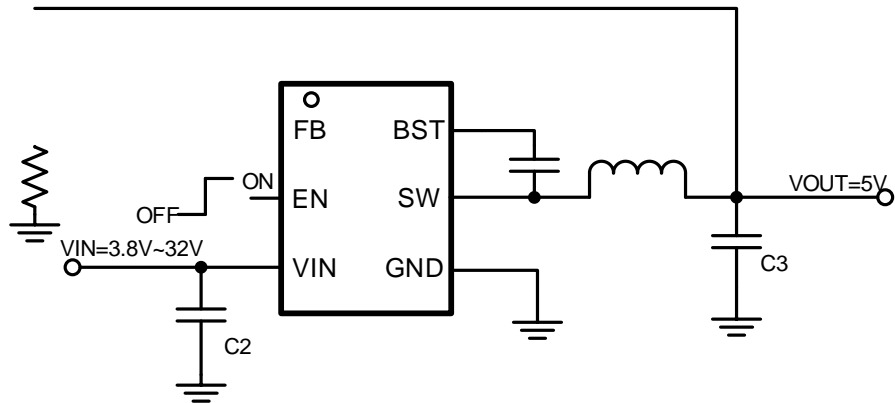 FB
BST
ON
EN
SW
VOUT=5V
OFF
VIN=3.8V~32V
VIN
GND
C3
C2